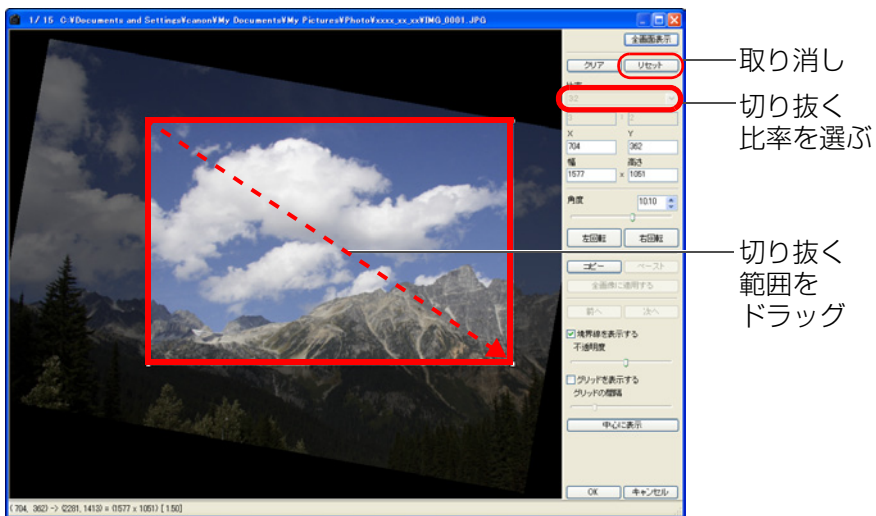 1/ 15 C:¥Documents and Settings¥canon¥My Documents¥My Pictures¥Photo¥xxxx_xx_xx¥IMG_0001.JPG
全画面表示
クリア リセット
取り消し
比率
3:2
切り抜く
比率を選ぶ
3 : 2
X Y
704 362
幅 高さ
1577 x 1051
角度 10.10
左回転 右回転
切り抜く
範囲を
ドラッグ
コピー ペースト
全画像に適用する
前へ 次へ
境界線を表示する
不透明度
グリッドを表示する
グリッドの間隔
中心に表示
OK キャンセル
( 704, 362) -> (2281, 1413) = (1577 x 1051) [ 1.50]